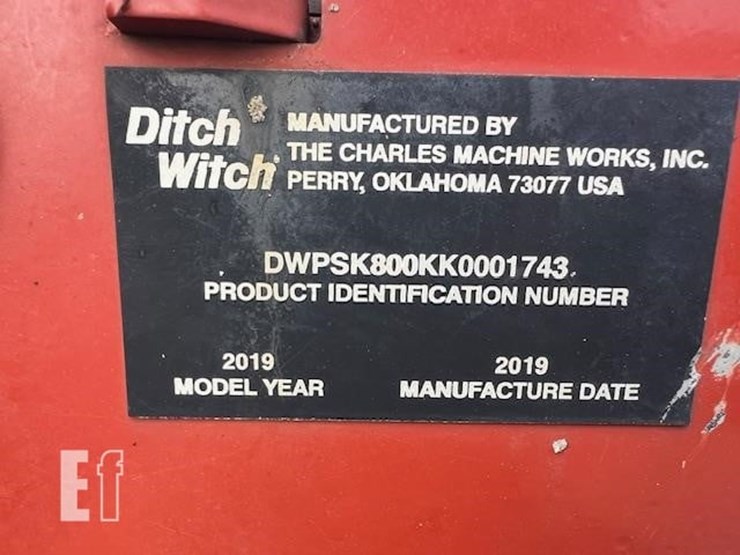 Ditch
Witch
MANUFACTURED BY
THE CHARLES MACHINE WORKS, INC.
PERRY, OKLAHOMA 73077 USA
DWPSK800KK0001743
PRODUCT IDENTIFICATION NUMBER
2019
MODEL YEAR
2019
MANUFACTURE DATE
Ef